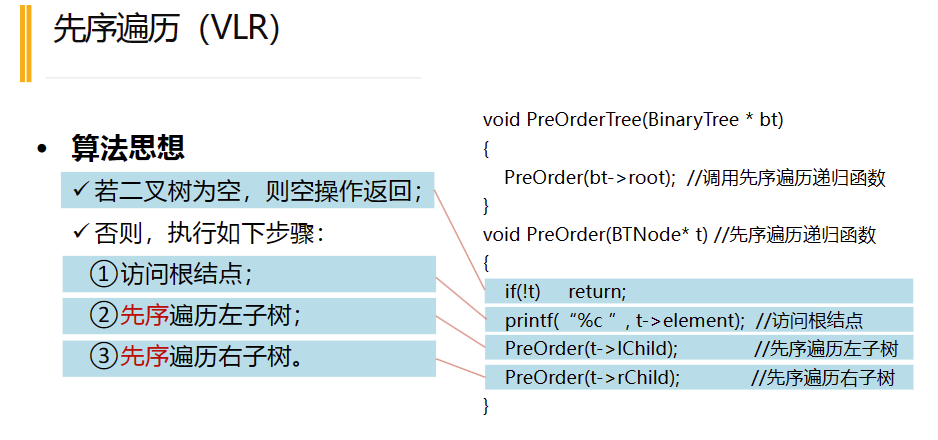 先序遍历（VLR）
• 算法思想
✓若二叉树为空，则空操作返回；
✓否则，执行如下步骤：
①访问根结点；
②先序遍历左子树；
③先序遍历右子树。
void PreOrderTree(BinaryTree * bt)
{
PreOrder(bt->root);  //调用先序遍历递归函数
}
void PreOrder(BTNode* t) //先序遍历递归函数
{
if(!t)  return;
printf( “%c ”, t->element);  //访问根结点
PreOrder(t->lChild);  //先序遍历左子树
PreOrder(t->rChild);  //先序遍历右子树
}